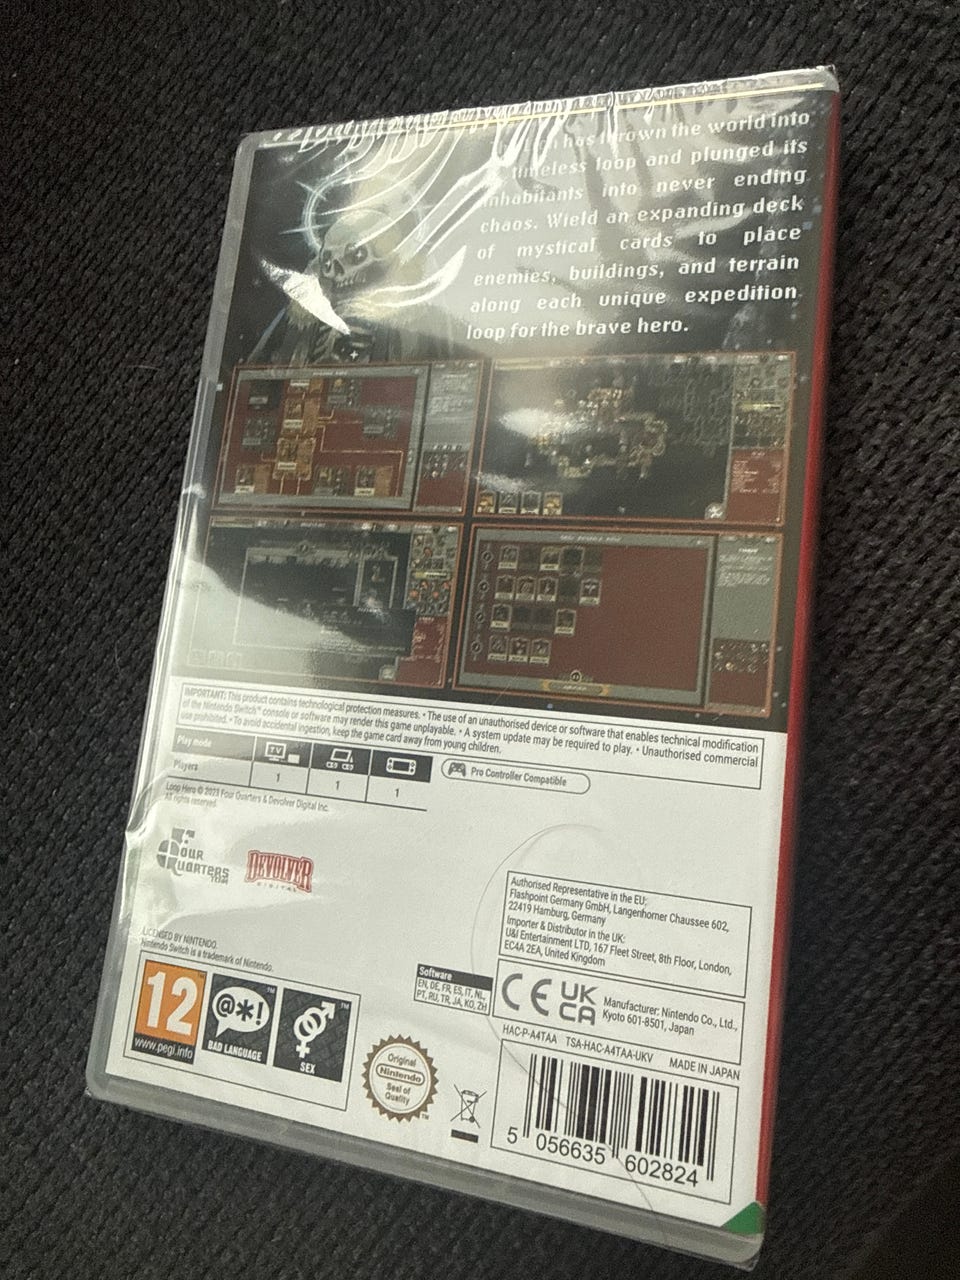 has thrown the world into
timeless loop and plunged its
inhabitants into never ending
chaos. Wield an expanding deck
of mystical cards to place
enemies, buildings, and terrain
along each unique expedition
loop for the brave hero.
IMPORTANT: This product contains technological protection measures. • The use of an unauthorised device or software that enables technical modification
of the Nintendo Switch™ console or software may render this game unplayable. • A system update may be required to play. • Unauthorised commercial
use prohibited. • To avoid accidental ingestion, keep the game card away from young children.
Play mode TV
Players 1 1 1
Pro Controller Compatible
Loop Hero © 2023 Four Quarters & Devolver Digital Inc.
All rights reserved.
FOUR
QUARTERS
TEAM
DEVOLVER
DIGITAL
Authorised Representative in the EU:
Flashpoint Germany GmbH, Langenhorner Chaussee 602,
22419 Hamburg, Germany
Importer & Distributor in the UK:
U&I Entertainment LTD, 167 Fleet Street, 8th Floor, London,
EC4A 2EA, United Kingdom
LICENSED BY NINTENDO.
Nintendo Switch is a trademark of Nintendo.
Software
EN, DE, FR, ES, IT, NL,
PT, RU, TR, JA, KO, ZH
CE UK
CA
Manufacturer: Nintendo Co., Ltd.,
Kyoto 601-8501, Japan
HAC-P-A4TAA TSA-HAC-A4TAA-UKV MADE IN JAPAN
12™
www.pegi.info
@*!™
BAD LANGUAGE
™
SEX
Original
Nintendo
Seal of
Quality
™
5 056635 602824